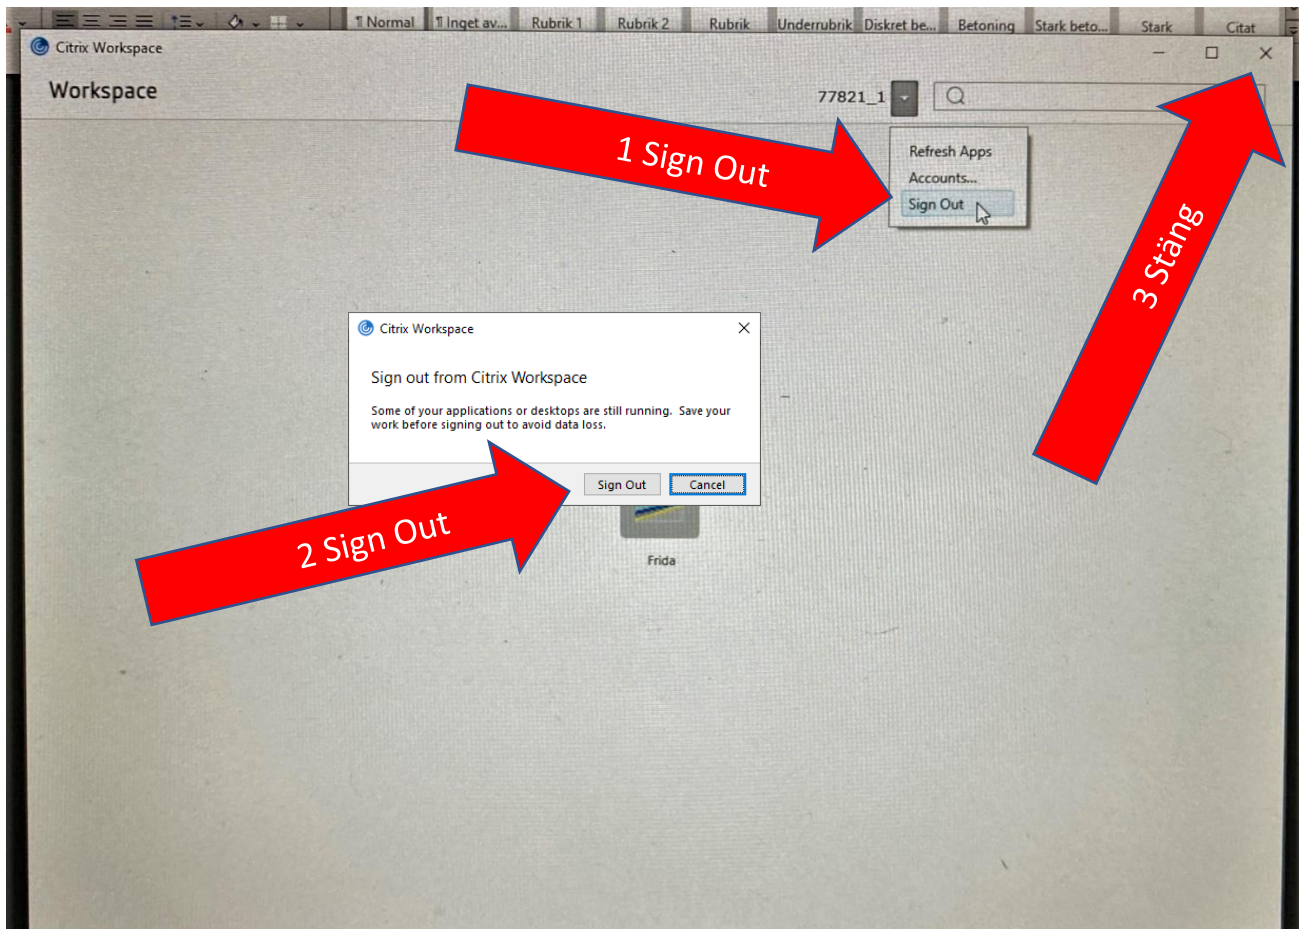 ¶ Normal ¶ Inget av... Rubrik 1 Rubrik 2 Rubrik Underrubrik Diskret be... Betoning Stark beto... Stark Citat
Citrix Workspace
Workspace
77821_1
1 Sign Out
Refresh Apps
Accounts...
Sign Out
3 Stäng
Citrix Workspace
Sign out from Citrix Workspace
Some of your applications or desktops are still running. Save your
work before signing out to avoid data loss.
Sign Out Cancel
2 Sign Out
Frida